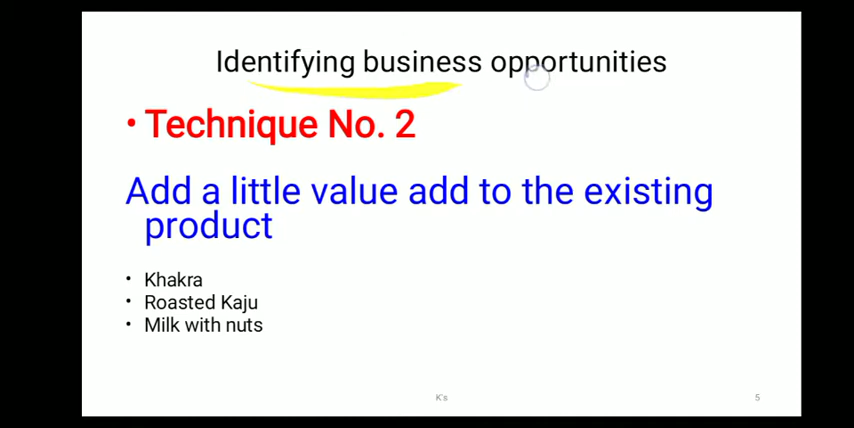 Identifying business opportunities
• Technique No. 2
Add a little value add to the existing
product
• Khakra
• Roasted Kaju
• Milk with nuts
K's
5